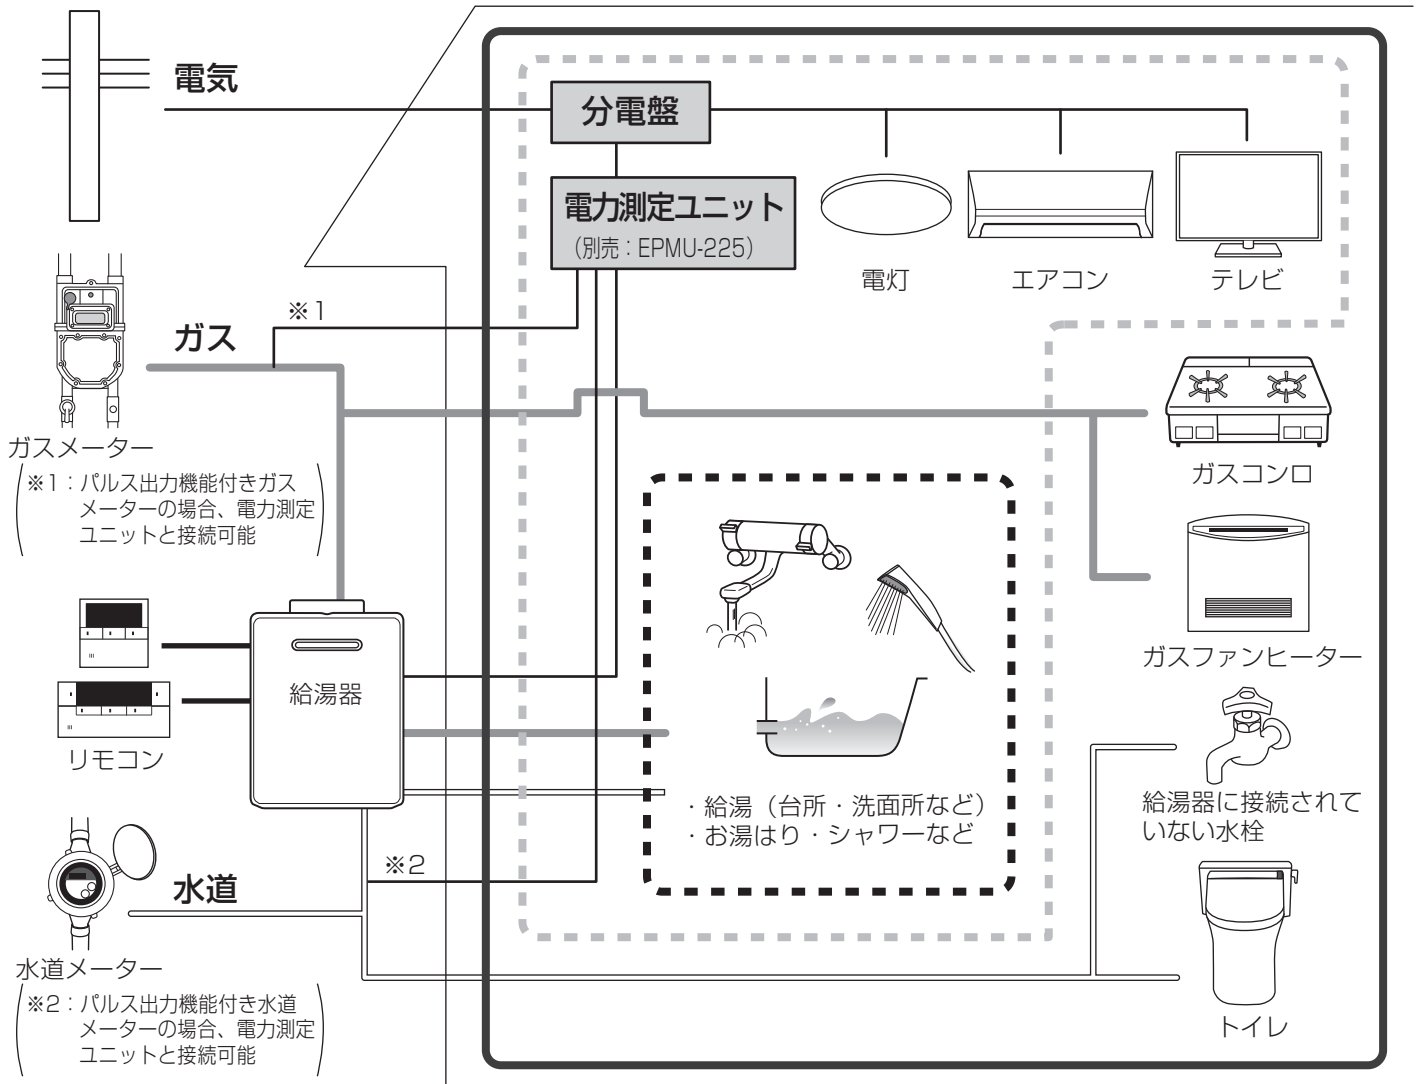 電気
分電盤
電力測定ユニット
（別売：EPMU-225）
電灯
エアコン
テレビ
※1
ガス
ガスメーター
※1：パルス出力機能付きガス
メーターの場合、電力測定
ユニットと接続可能
ガスコンロ
ガスファンヒーター
給湯器
リモコン
・給湯（台所・洗面所など）
・お湯はり・シャワーなど
給湯器に接続されて
いない水栓
※2
水道
水道メーター
※2：パルス出力機能付き水道
メーターの場合、電力測定
ユニットと接続可能
トイレ